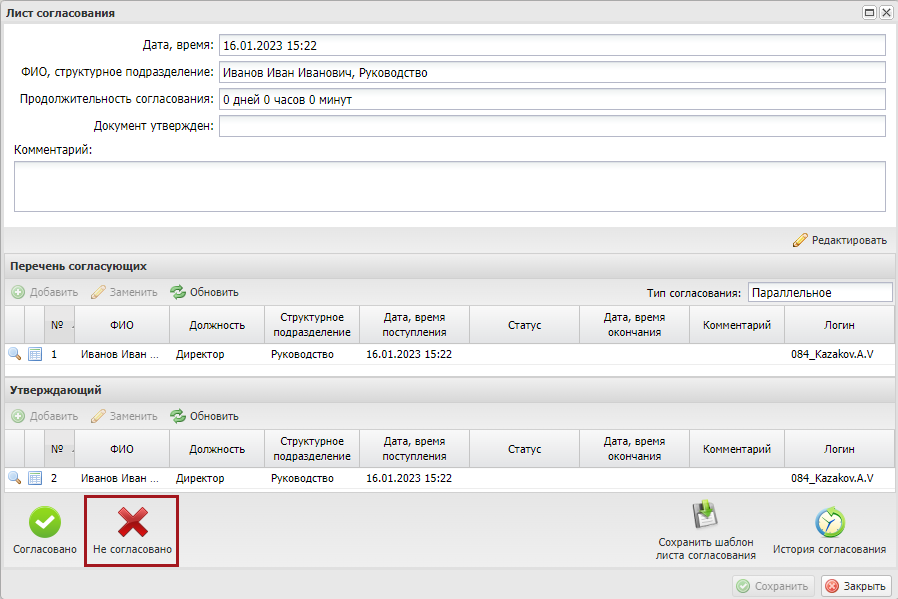 Лист согласования
Дата, время: 16.01.2023 15:22
ФИО, структурное подразделение: Иванов Иван Иванович, Руководство
Продолжительность согласования: 0 дней 0 часов 0 минут
Документ утвержден:
Комментарий:
Редактировать
Перечень согласующих
Добавить Заменить Обновить Тип согласования: Параллельное
№ ФИО Должность Структурное подразделение Дата, время поступления Статус Дата, время окончания Комментарий Логин
1 Иванов Иван ... Директор Руководство 16.01.2023 15:22 084_Kazakov.A.V
Утверждающий
Добавить Заменить Обновить
№ ФИО Должность Структурное подразделение Дата, время поступления Статус Дата, время окончания Комментарий Логин
2 Иванов Иван ... Директор Руководство 16.01.2023 15:22 084_Kazakov.A.V
Согласовано Не согласовано Сохранить шаблон листа согласования История согласования
Сохранить Закрыть